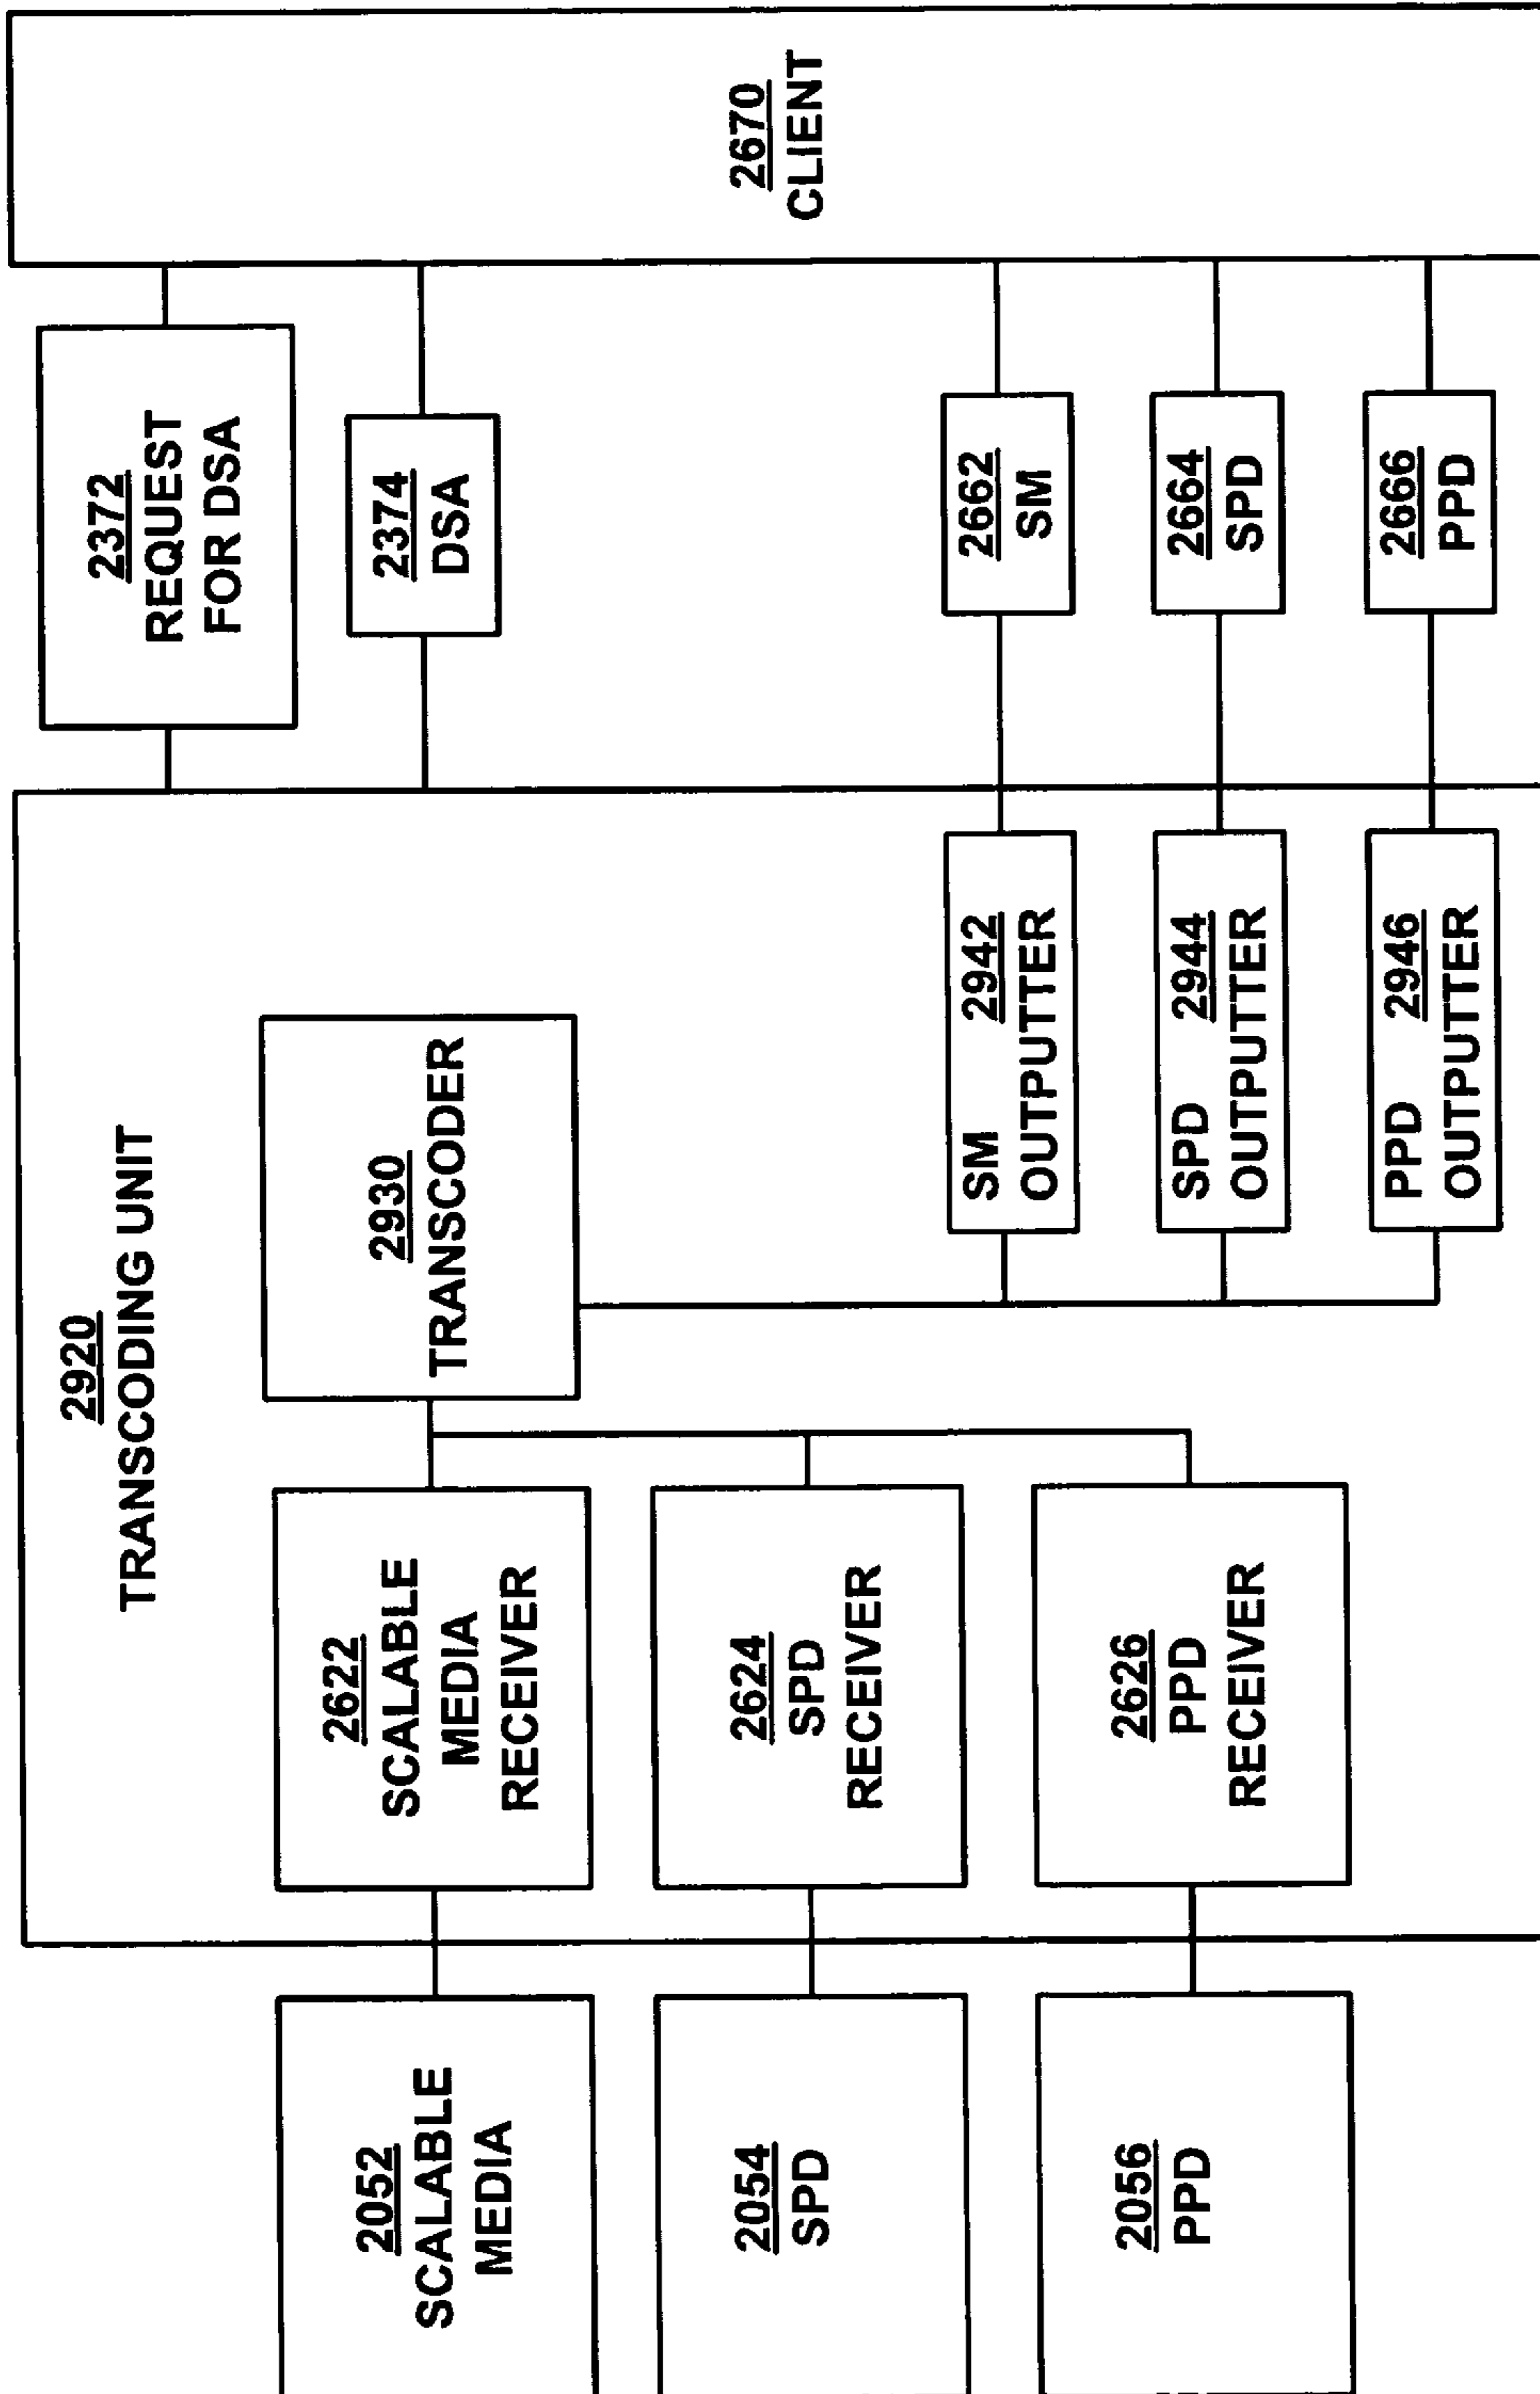 2920
TRANSCODING UNIT
2052
SCALABLE
MEDIA
2622
SCALABLE
MEDIA
RECEIVER
2930
TRANSCODER
2372
REQUEST
FOR DSA
2374
DSA
2670
CLIENT
2054
SPD
2624
SPD
RECEIVER
2056
PPD
2626
PPD
RECEIVER
SM 2942
OUTPUTTER
2662
SM
SPD 2944
OUTPUTTER
2664
SPD
PPD 2946
OUTPUTTER
2666
PPD